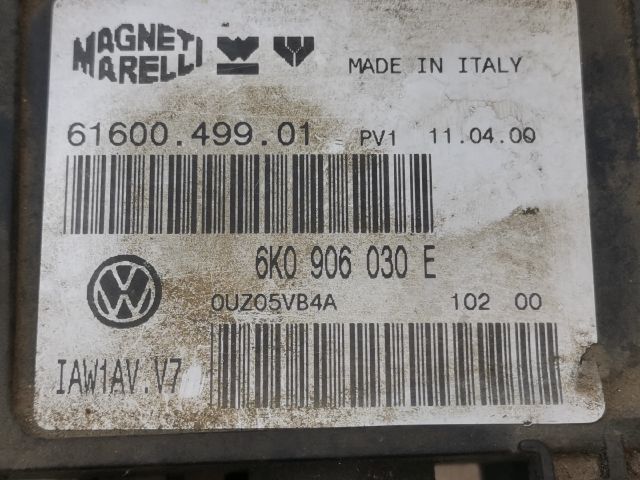 MAGNETI
MARELLI
MADE IN ITALY
61600.499.01 PV1 11.04.00
6K0 906 030 E
0UZ05VB4A 102 00
IAW1AV.V7